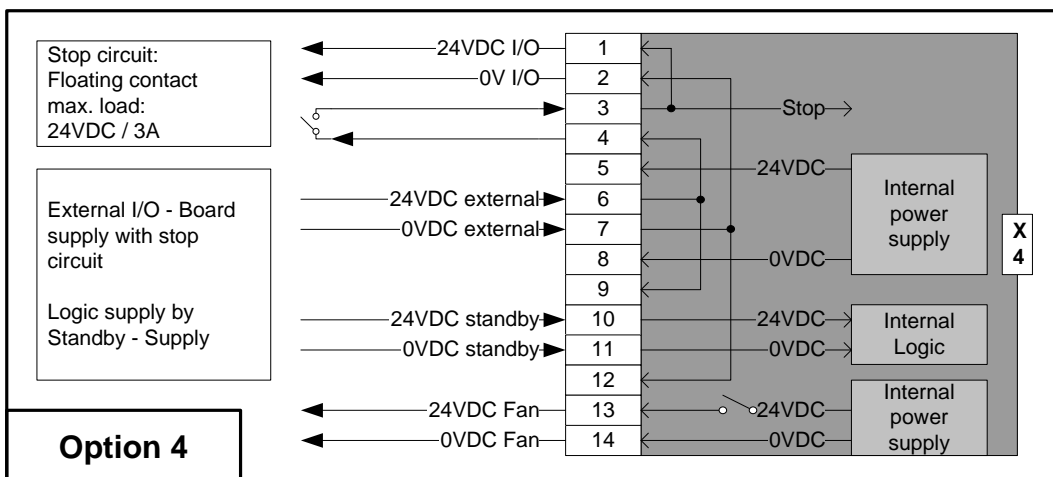 Stop circuit:
Floating contact
max. load:
24VDC / 3A
External I/O - Board
supply with stop
circuit
Logic supply by
Standby - Supply
Option 4
24VDC I/O
1
0V I/O
2
3
Stop
4
5
24VDC
24VDC external
6
0VDC external
7
8
0VDC
9
24VDC standby
10
24VDC
0VDC standby
11
0VDC
12
24VDC Fan
13
24VDC
0VDC Fan
14
0VDC
Internal
power
supply
Internal
Logic
Internal
power
supply
X
4